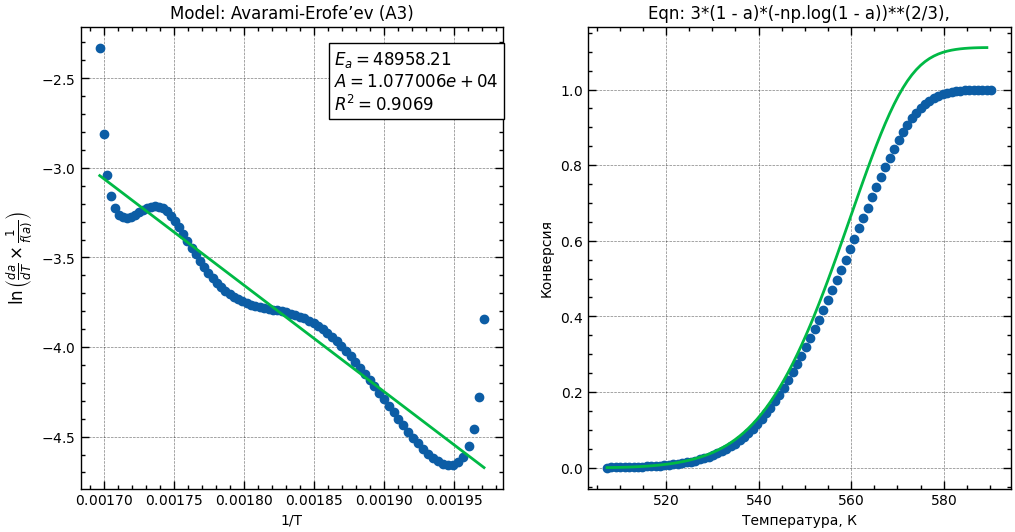 Model: Avarami-Erofe’ev (A3)
Eqn: 3*(1 - a)*(-np.log(1 - a))**(2/3),
E_a = 48958.21
A = 1.077006e + 04
R^2 = 0.9069
ln(da/dT × 1/f(a))
−2.5
−3.0
−3.5
−4.0
−4.5
0.00170 0.00175 0.00180 0.00185 0.00190 0.00195
1/T
Конверсия
1.0
0.8
0.6
0.4
0.2
0.0
520 540 560 580
Температура, К